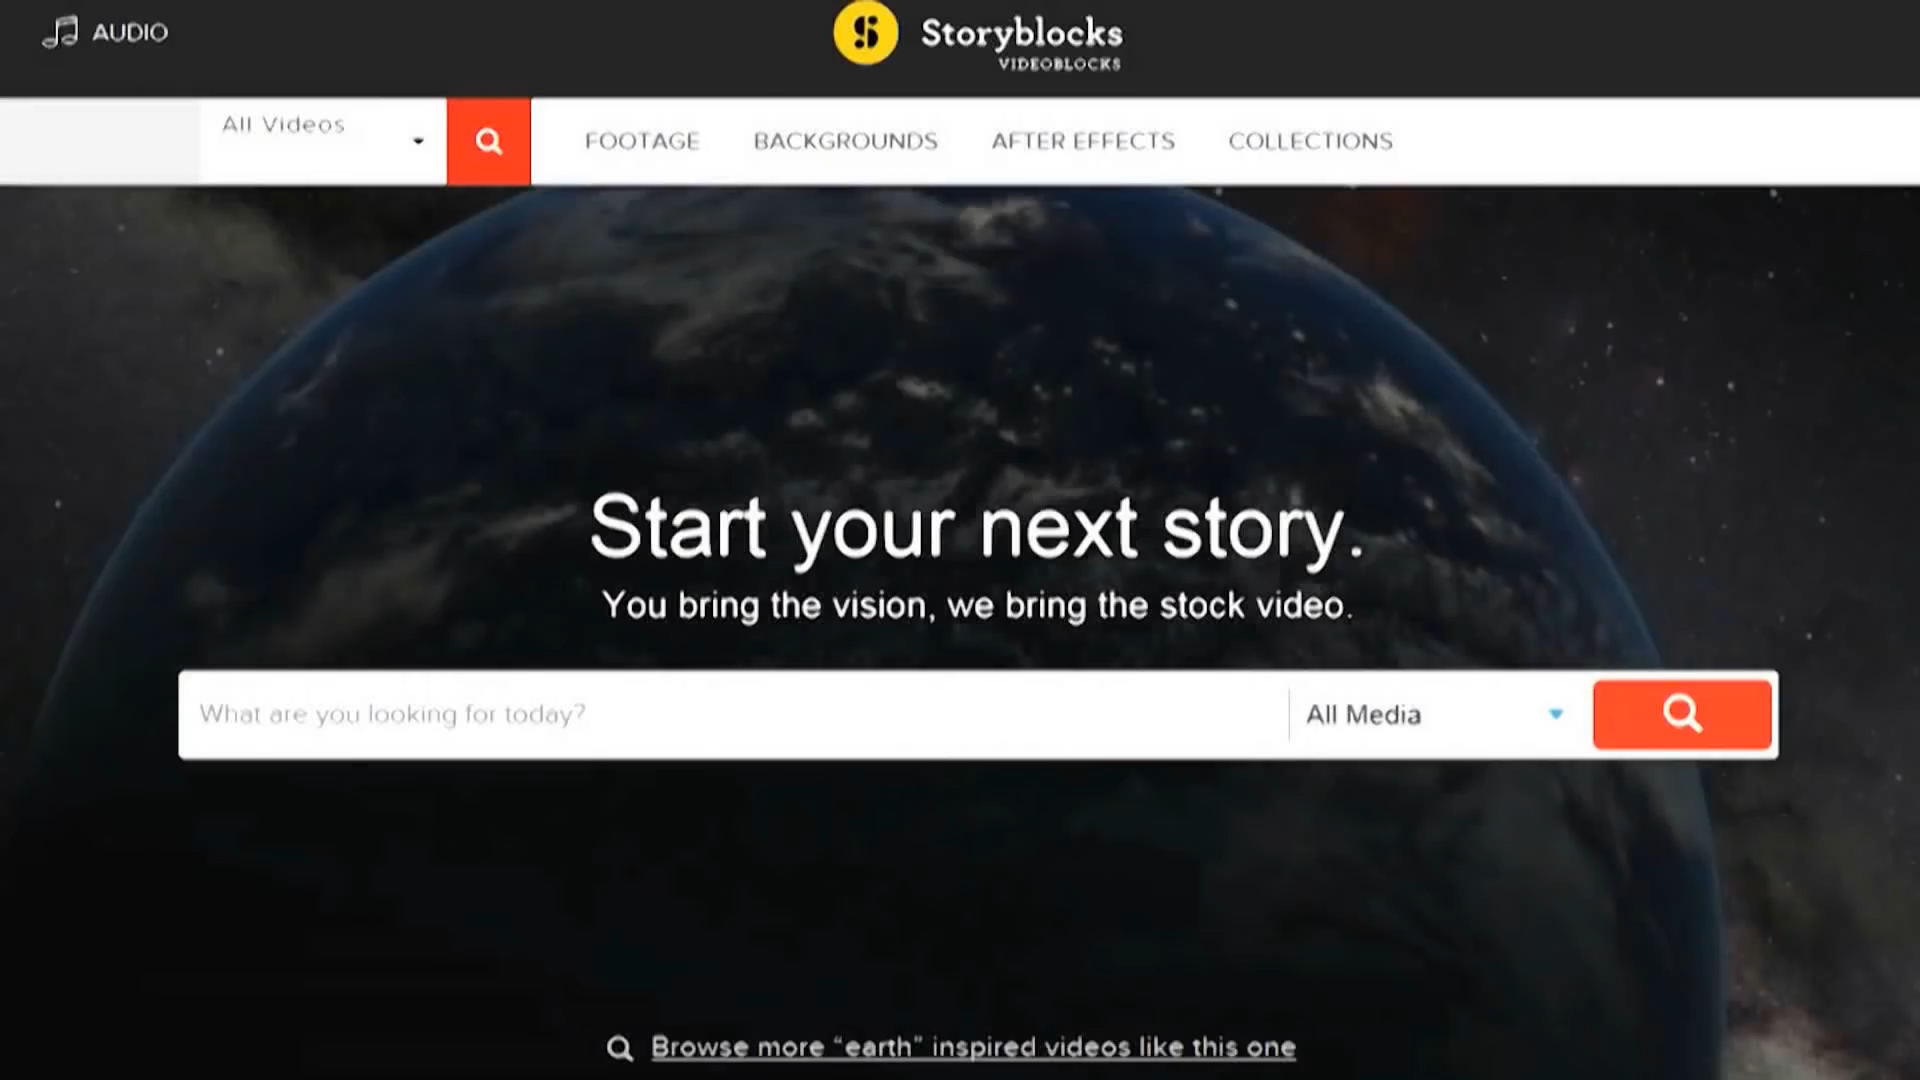 AUDIO
Storyblocks
VIDEOBLOCKS
All Videos
FOOTAGE
BACKGROUNDS
AFTER EFFECTS
COLLECTIONS
Start your next story.
You bring the vision, we bring the stock video.
What are you looking for today?
All Media
Browse more “earth” inspired videos like this one